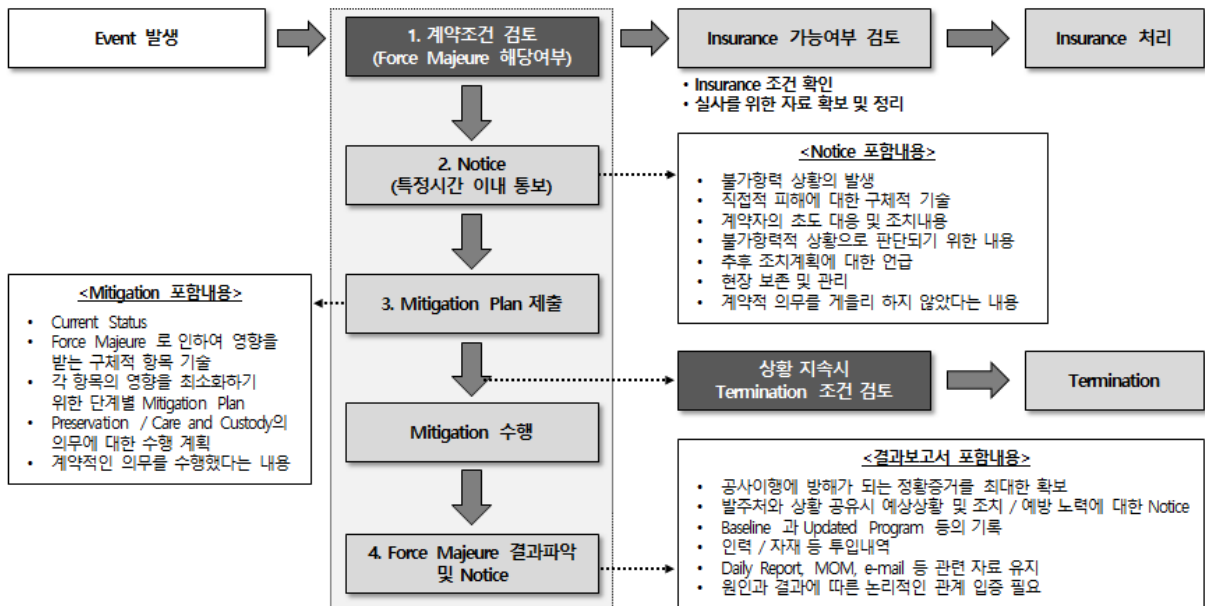 Event 발생
1. 계약조건 검토
(Force Majeure 해당여부)
Insurance 가능여부 검토
Insurance 처리
• Insurance 조건 확인
• 실사를 위한 자료 확보 및 정리
2. Notice
(특정시간 이내 통보)
<Notice 포함내용>
• 불가항력 상황의 발생
• 직접적 피해에 대한 구체적 기술
• 계약자의 초도 대응 및 조치내용
• 불가항력적 상황으로 판단되기 위한 내용
• 추후 조치계획에 대한 언급
• 현장 보존 및 관리
• 계약적 의무를 게을리 하지 않았다는 내용
3. Mitigation Plan 제출
<Mitigation 포함내용>
• Current Status
• Force Majeure 로 인하여 영향을
받는 구체적 항목 기술
• 각 항목의 영향을 최소화하기
위한 단계별 Mitigation Plan
• Preservation / Care and Custody의
의무에 대한 수행 계획
• 계약적인 의무를 수행했다는 내용
상황 지속시
Termination 조건 검토
Termination
Mitigation 수행
4. Force Majeure 결과파악
및 Notice
<결과보고서 포함내용>
• 공사이행에 방해가 되는 정황증거를 최대한 확보
• 발주처와 상황 공유시 예상상황 및 조치 / 예방 노력에 대한 Notice
• Baseline 과 Updated Program 등의 기록
• 인력 / 자재 등 투입내역
• Daily Report, MOM, e-mail 등 관련 자료 유지
• 원인과 결과에 따른 논리적인 관계 입증 필요